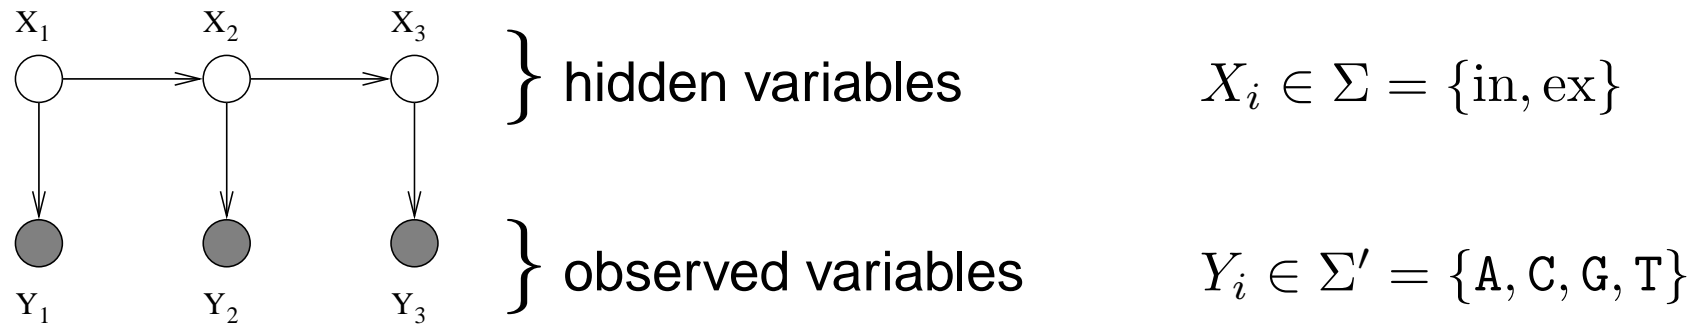 X₁ X₂ X₃
} hidden variables Xᵢ ∈ Σ = {in, ex}
} observed variables Yᵢ ∈ Σ′ = {A, C, G, T}
Y₁ Y₂ Y₃